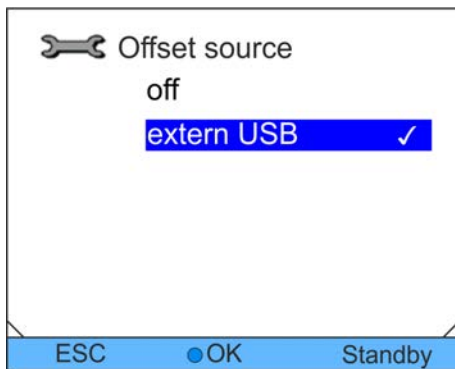 Offset source
off
extern USB ✓
ESC OK Standby